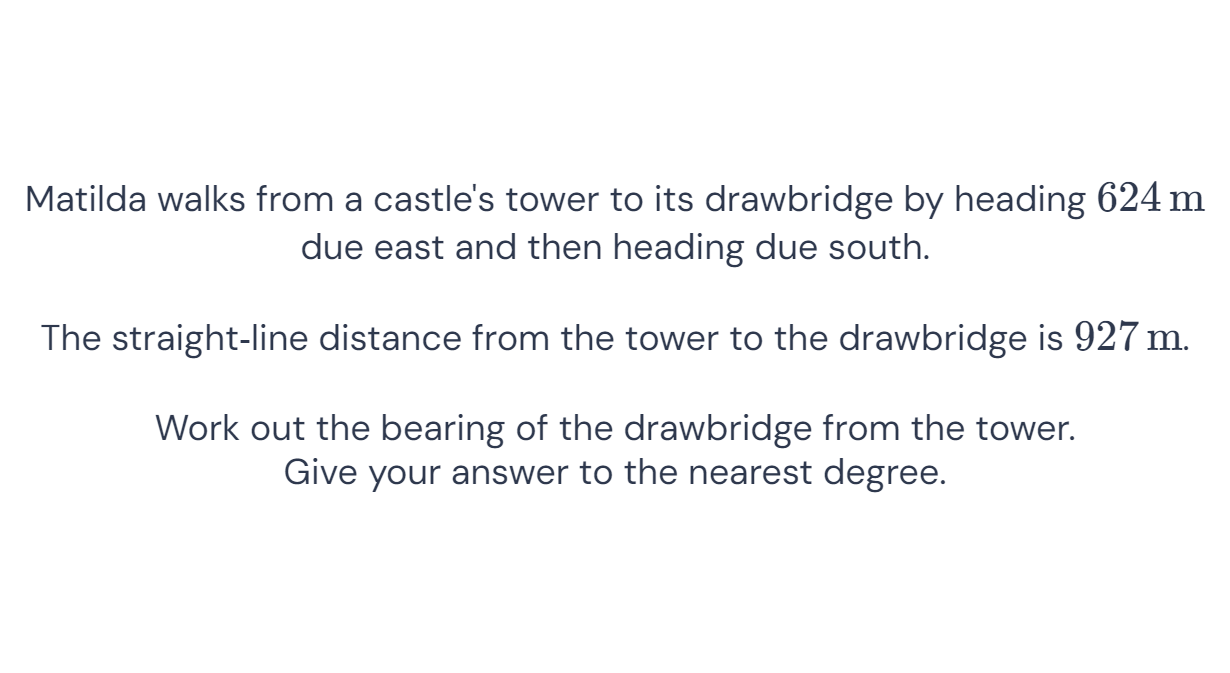 Matilda walks from a castle's tower to its drawbridge by heading 624 m
due east and then heading due south.
The straight-line distance from the tower to the drawbridge is 927 m.
Work out the bearing of the drawbridge from the tower.
Give your answer to the nearest degree.